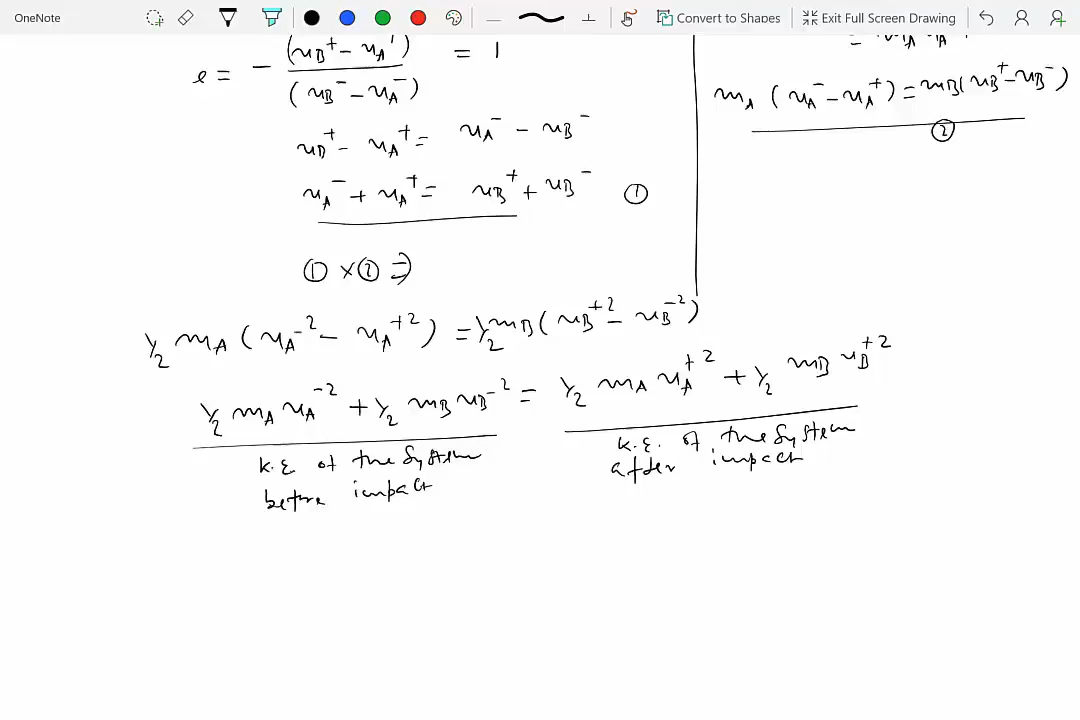 OneNote
Convert to Shapes
Exit Full Screen Drawing
e = - (uB+ - uA+) / (uB- - uA-) = 1
uB+ - uA+ = uA- - uB-
uA- + uA+ = uB+ + uB- ①
① × ② ⇒
mA (uA- - uA+) = mB (uB+ - uB-)
②
1/2 mA (uA-2 - uA+2) = 1/2 mB (uB+2 - uB-2)
1/2 mA uA-2 + 1/2 mB uB-2 = 1/2 mA uA+2 + 1/2 mB uB+2
K.E of the System
before impact
K.E. of the System
after impact